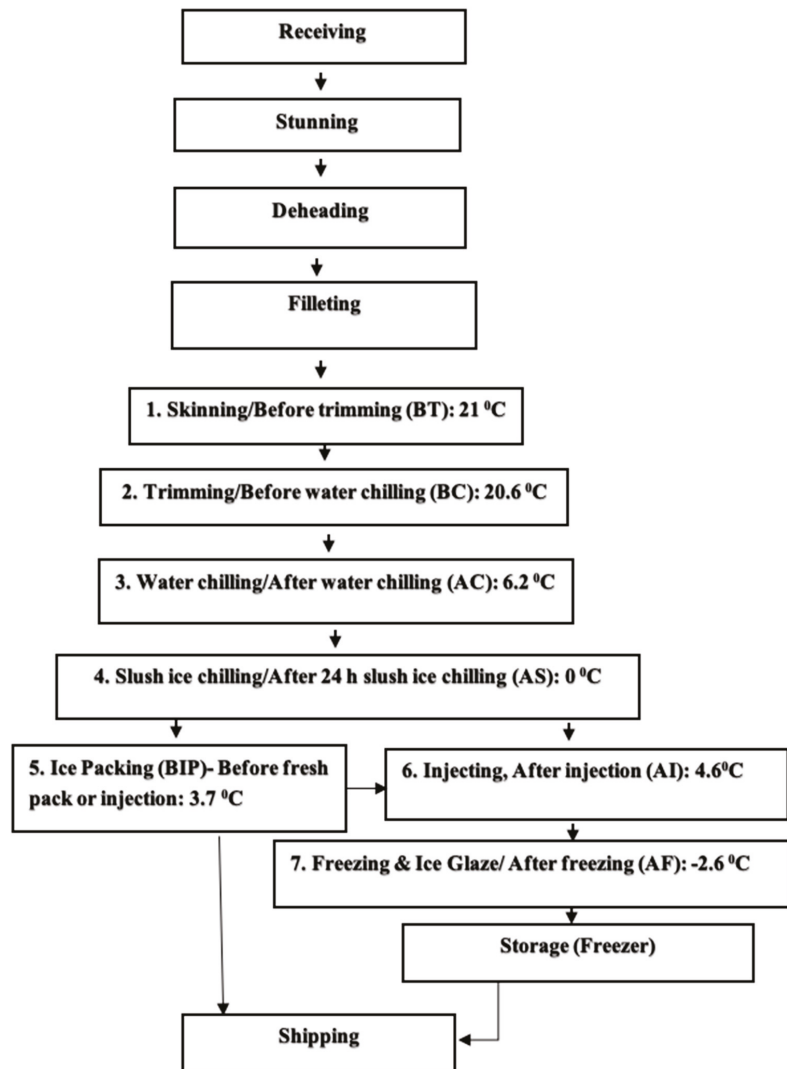 Receiving
Stunning
Deheading
Filleting
1. Skinning/Before trimming (BT): 21 ⁰C
2. Trimming/Before water chilling (BC): 20.6 ⁰C
3. Water chilling/After water chilling (AC): 6.2 ⁰C
4. Slush ice chilling/After 24 h slush ice chilling (AS): 0 ⁰C
5. Ice Packing (BIP)- Before fresh
pack or injection: 3.7 ⁰C
6. Injecting, After injection (AI): 4.6⁰C
7. Freezing & Ice Glaze/ After freezing (AF): -2.6 ⁰C
Storage (Freezer)
Shipping